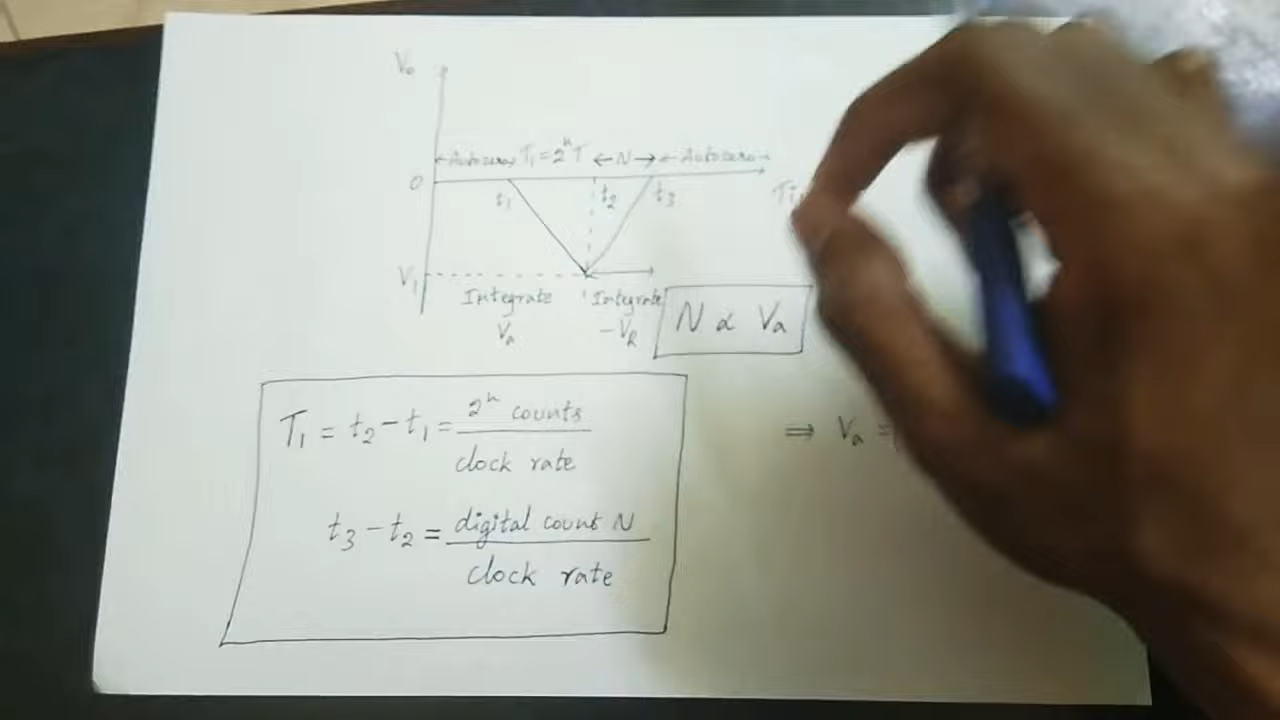 V₀
←Autozero T₁=2ⁿT ←N→ ←Autozero→
0 t₁ t₂ t₃
V₁
Integrate Integrate
Vₐ -V_R
N ∝ Vₐ
T₁ = t₂ - t₁ = 2ⁿ counts
clock rate
⇒ Vₐ =
t₃ - t₂ = digital count N
clock rate